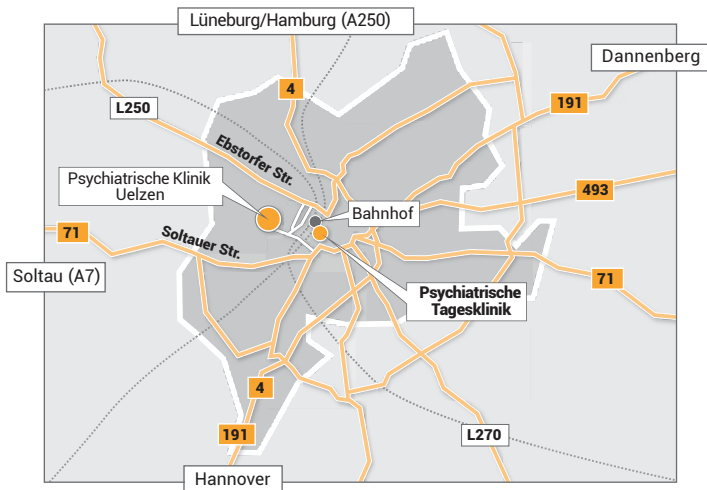 Lüneburg/Hamburg (A250)
Dannenberg
4
191
L250
Ebstorfer Str.
Psychiatrische Klinik
Uelzen
493
Bahnhof
71
Soltauer Str.
Soltau (A7)
71
Psychiatrische
Tagesklinik
4
191
L270
Hannover